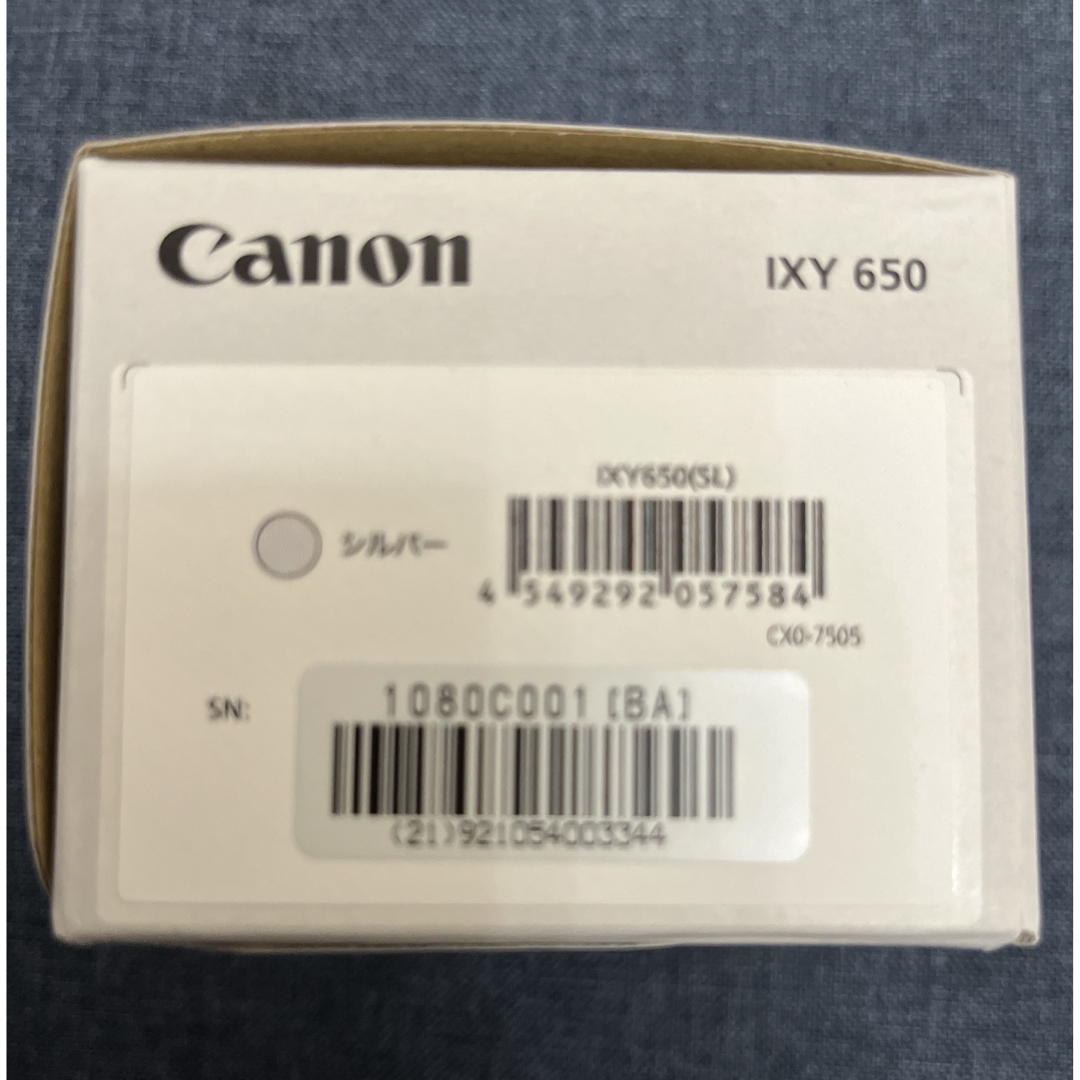 Canon
IXY 650
IXY650(SL)
シルバー
4 549292 057584
CX0-7505
SN:
1080C001 [BA]
(21)921054003344